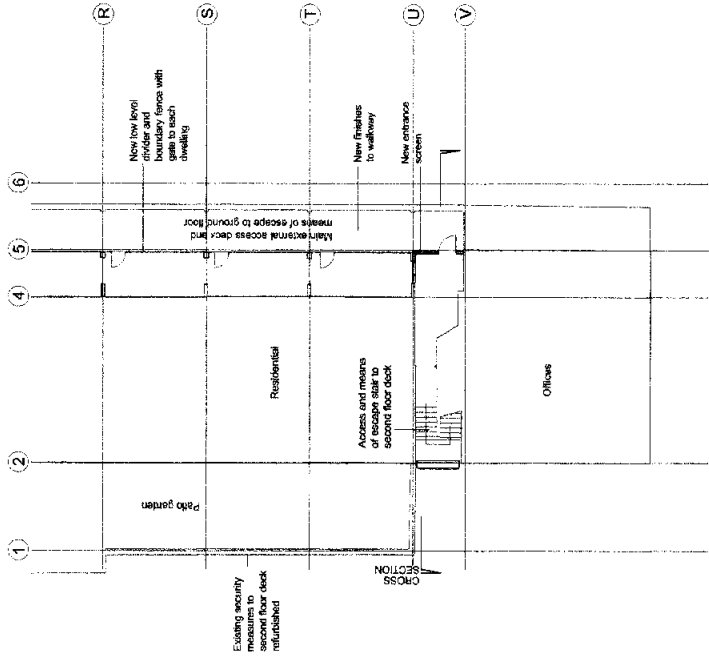 R
S
T
U
V
New low level
divider and
boundary fence with
gate to each
dwelling
New finishes
to walkway
New entrance
screen
6
5
4
2
1
Main external access deck and
means of escape to ground floor
Residential
Access and means
of escape stair to
second floor deck
Offices
Patio garden
CROSS
SECTION
Existing security
measures to
second floor deck
refurbished